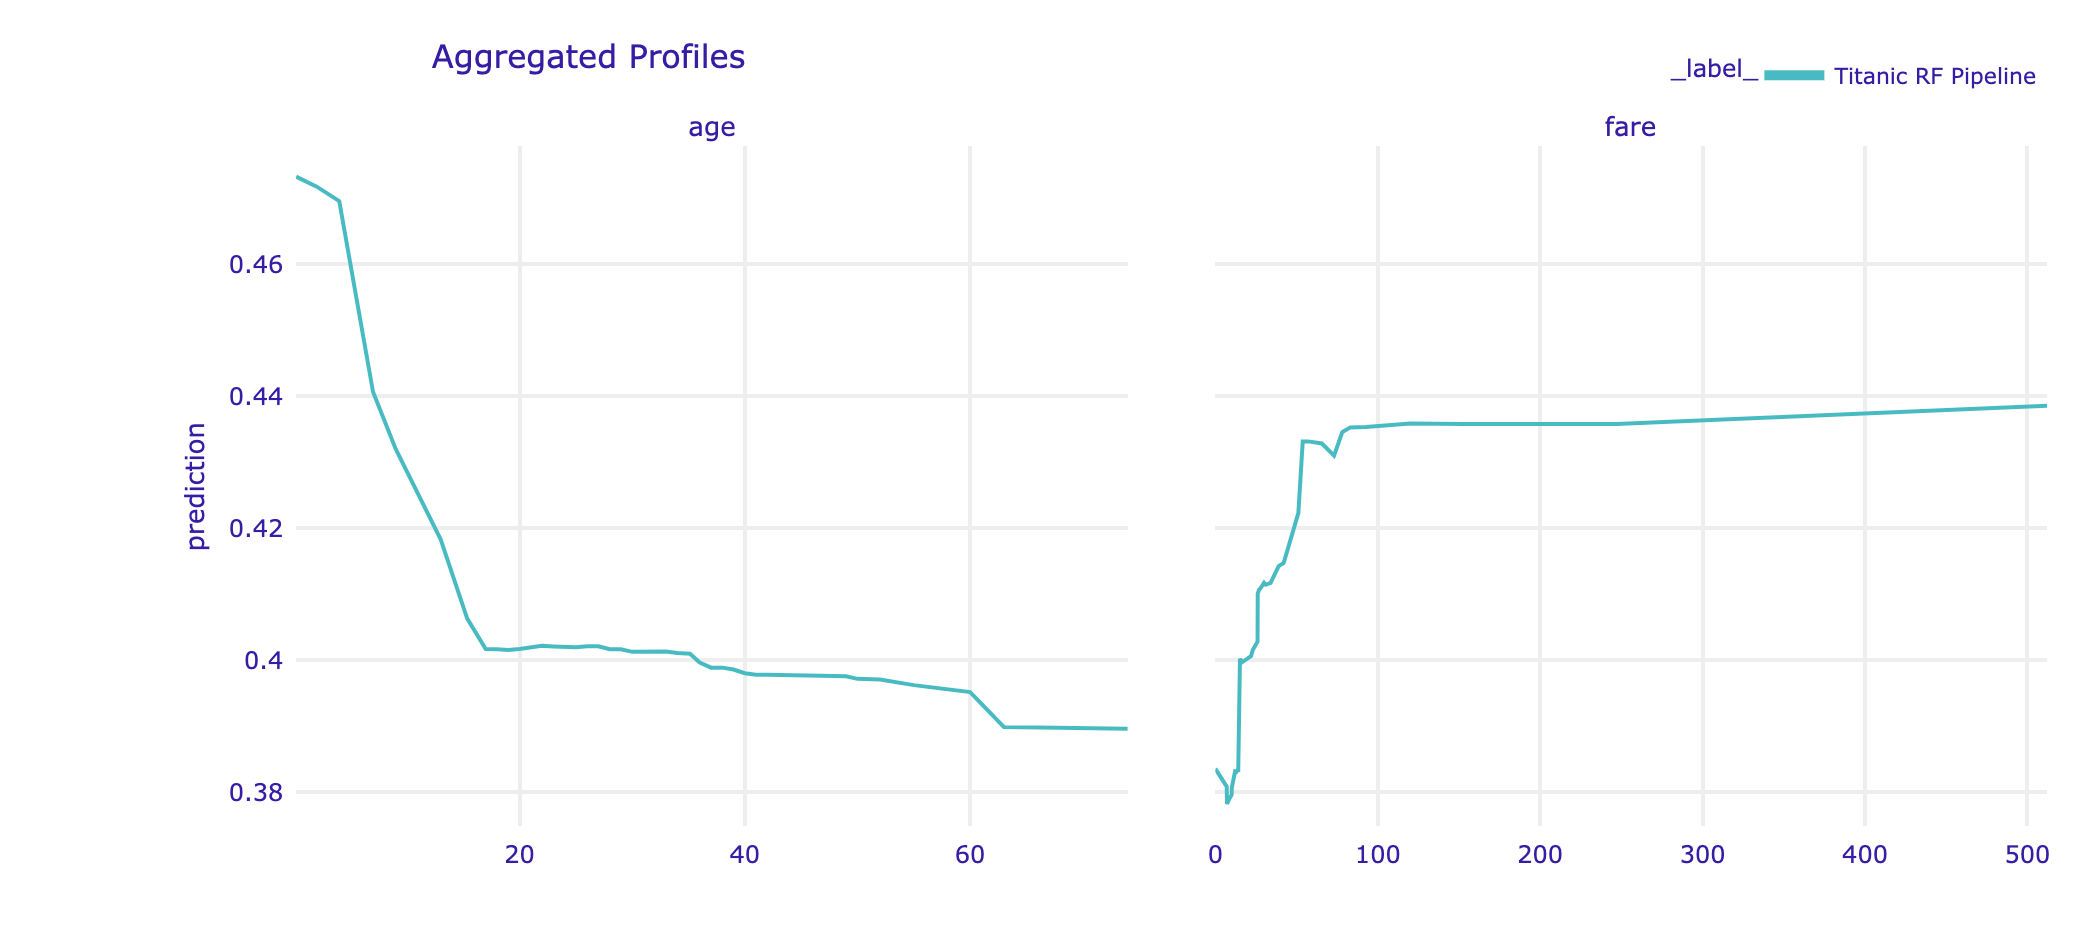 Aggregated Profiles
_label_ Titanic RF Pipeline
age
fare
prediction
0.46
0.44
0.42
0.4
0.38
20 40 60
0 100 200 300 400 500